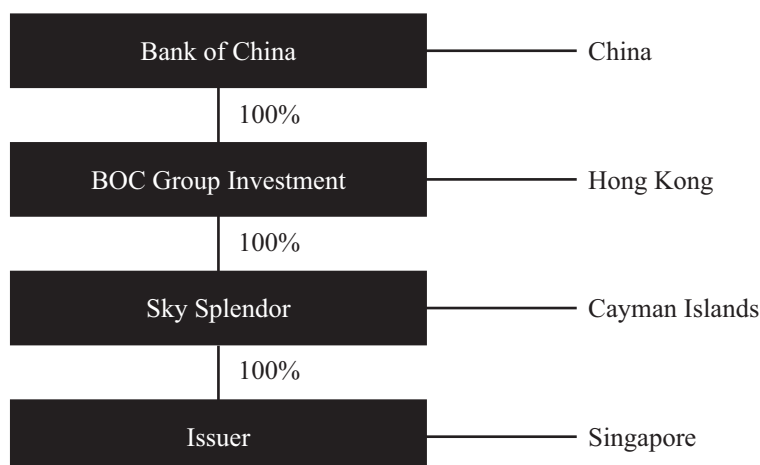 Bank of China China
100%
BOC Group Investment Hong Kong
100%
Sky Splendor Cayman Islands
100%
Issuer Singapore